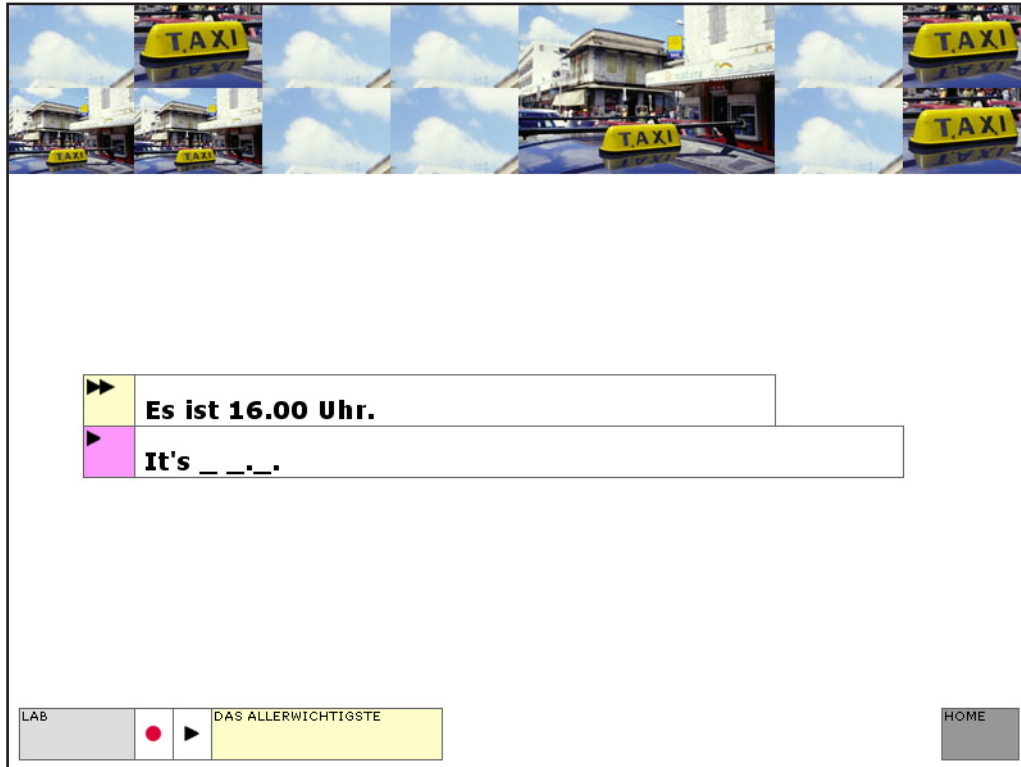 TAXI
TAXI
TAXI
TAXI
TAXI
TAXI
Es ist 16.00 Uhr.
It's _ _._.
LAB
DAS ALLERWICHTIGSTE
HOME